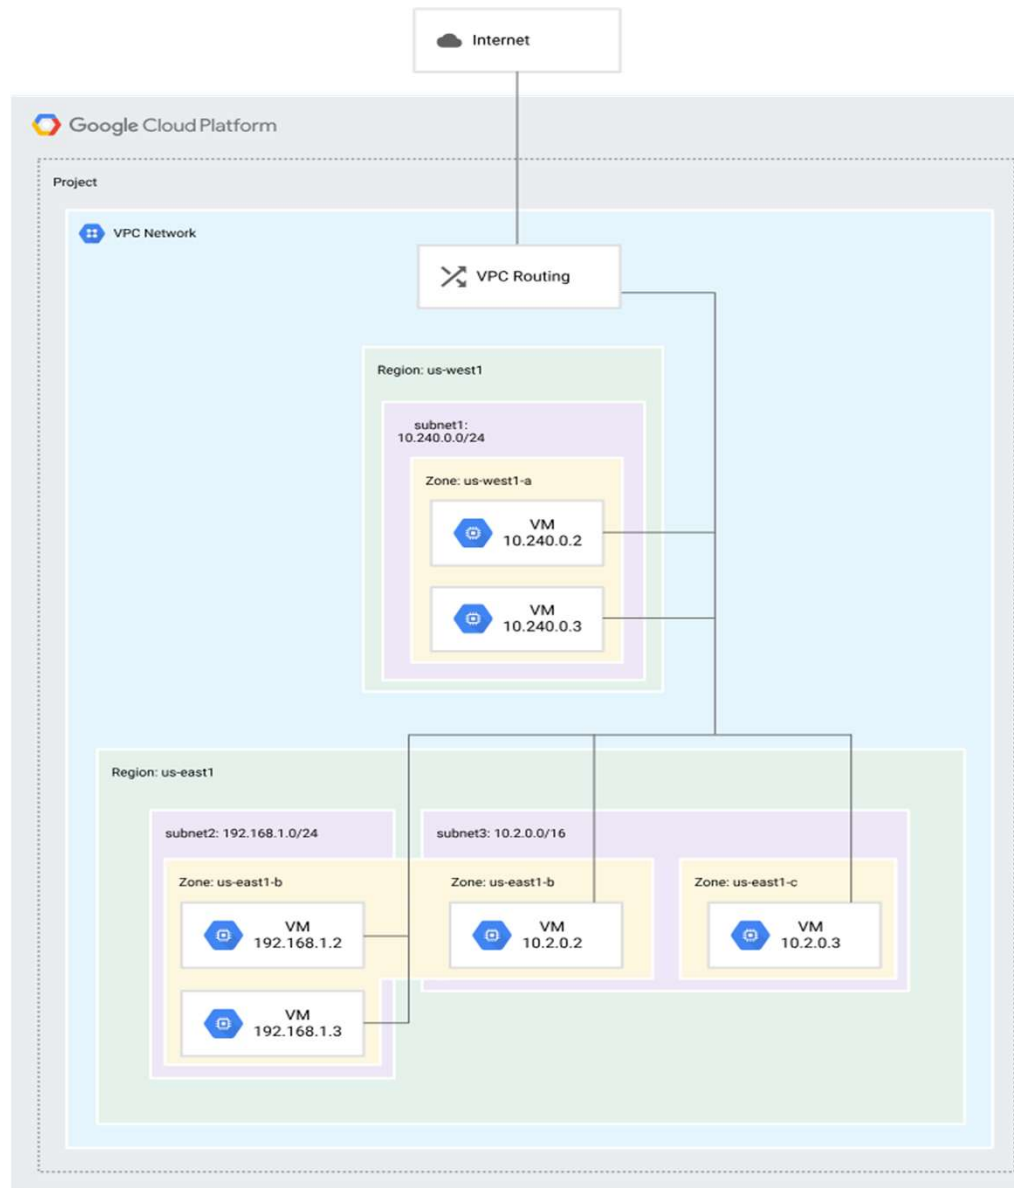 Internet
Google Cloud Platform
Project
VPC Network
VPC Routing
Region: us-west1
subnet1:
10.240.0.0/24
Zone: us-west1-a
VM
10.240.0.2
VM
10.240.0.3
Region: us-east1
subnet2: 192.168.1.0/24
subnet3: 10.2.0.0/16
Zone: us-east1-b
Zone: us-east1-b
Zone: us-east1-c
VM
192.168.1.2
VM
10.2.0.2
VM
10.2.0.3
VM
192.168.1.3